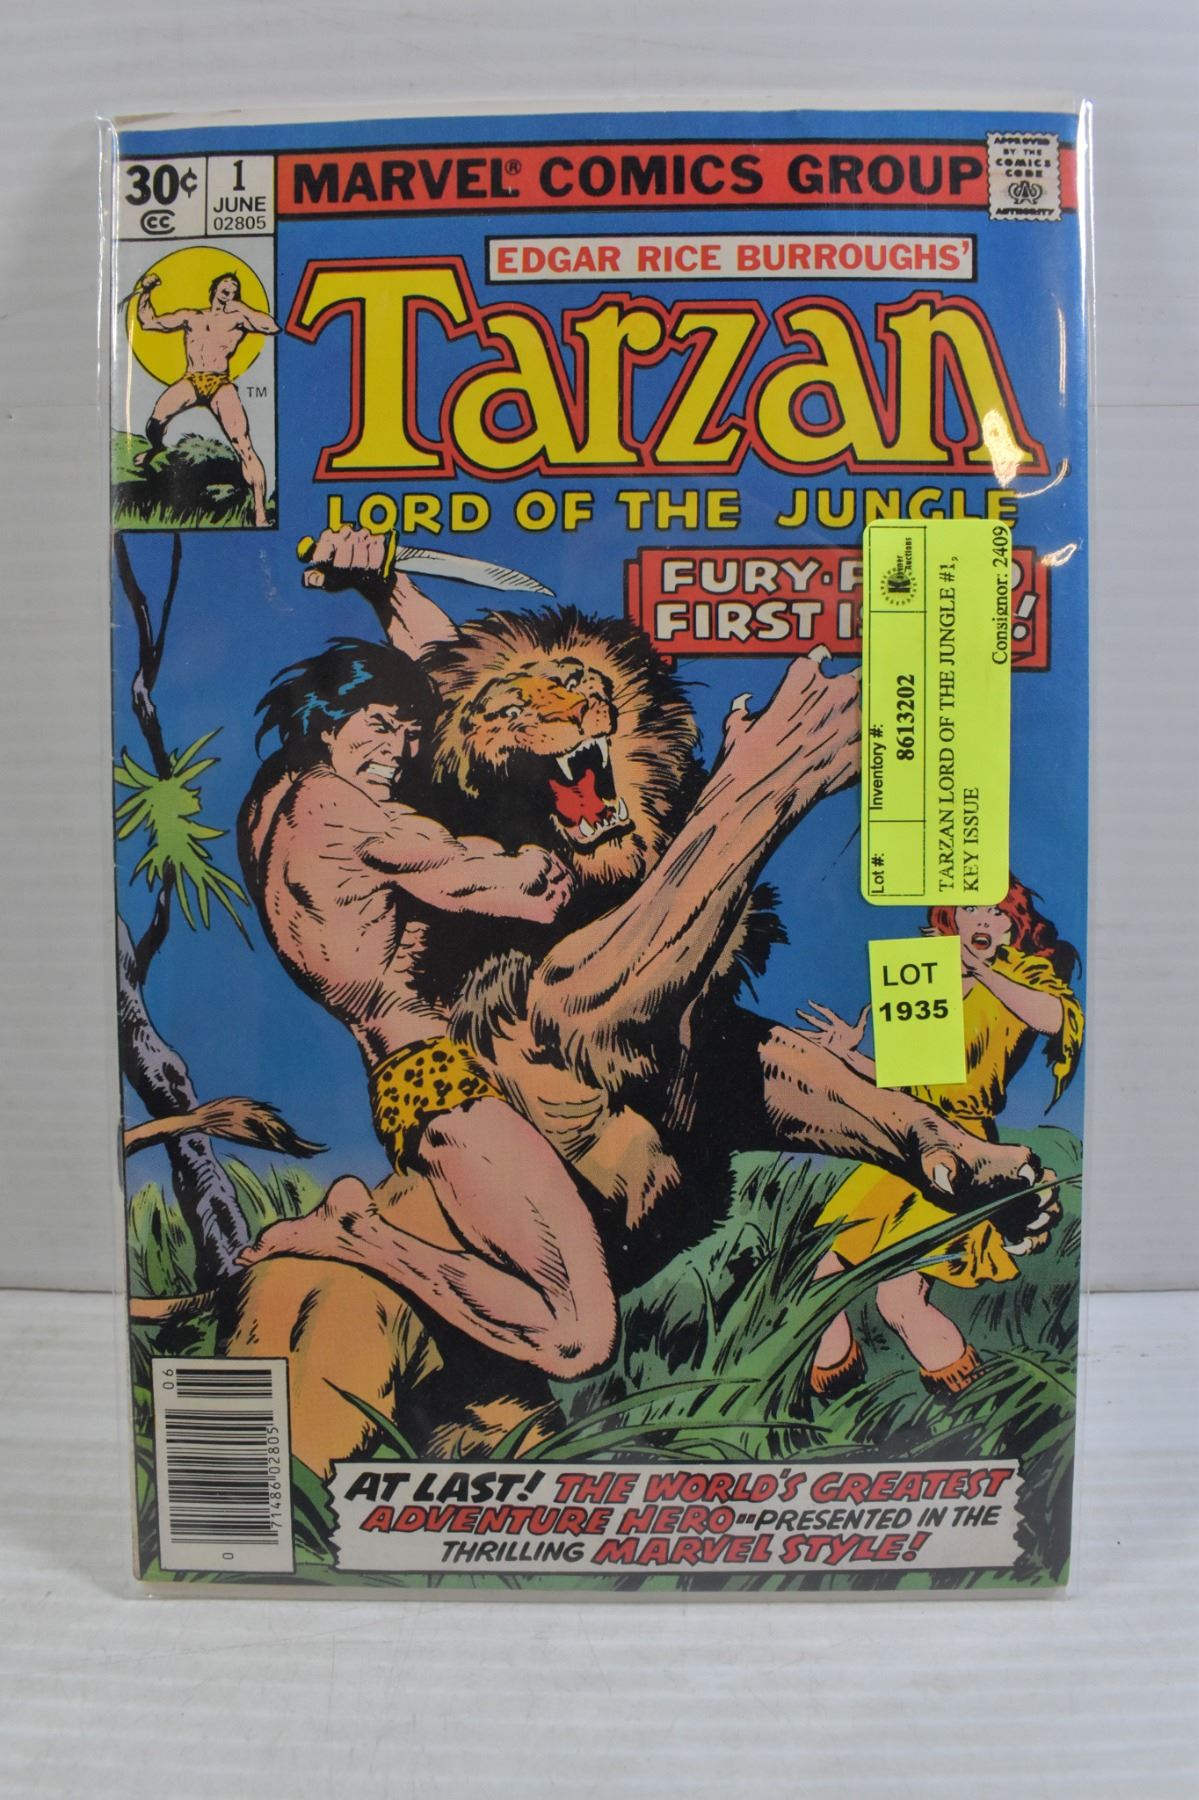 30¢
CC
1
JUNE
02805
MARVEL® COMICS GROUP
APPROVED
BY THE
COMICS
CODE
AUTHORITY
EDGAR RICE BURROUGHS'
Tarzan
TM
LORD OF THE JUNGLE
FURY
FIRST !
Lot #:
Inventory #:
8613202
Auctions
TARZAN LORD OF THE JUNGLE #1,
KEY ISSUE
Consignor: 2409
LOT
1935
06
71486 02805
0
AT LAST! THE WORLD'S GREATEST
ADVENTURE HERO--PRESENTED IN THE
THRILLING MARVEL STYLE!